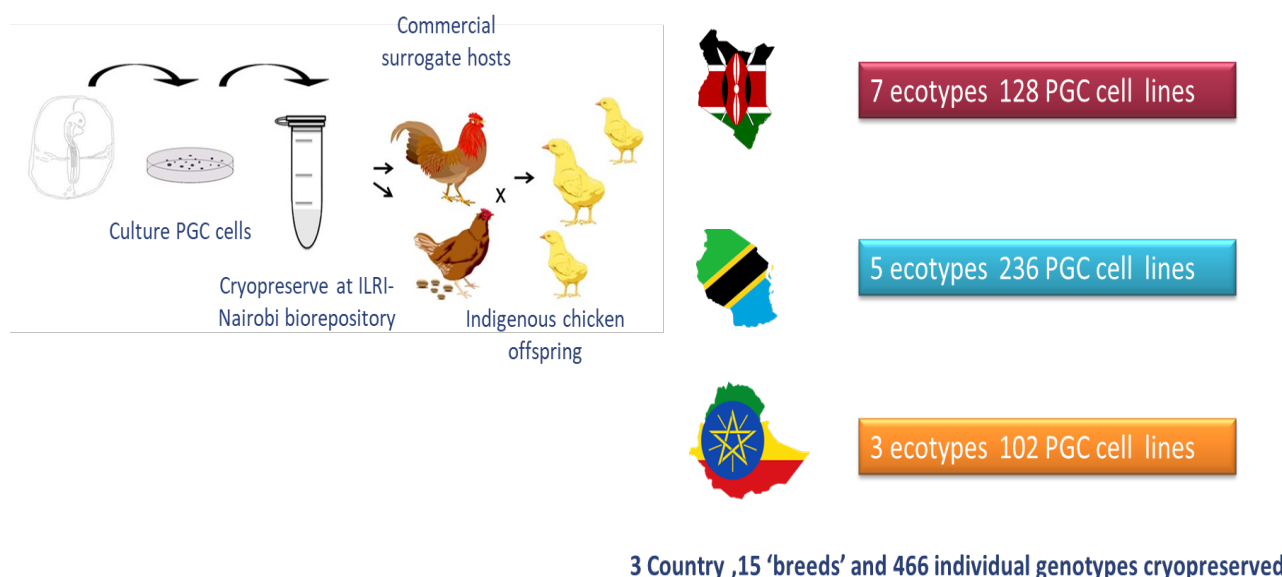 Commercial
surrogate hosts
Culture PGC cells
Cryopreserve at ILRI-
Nairobi biorepository
X
Indigenous chicken
offspring
7 ecotypes 128 PGC cell lines
5 ecotypes 236 PGC cell lines
3 ecotypes 102 PGC cell lines
3 Country ,15 ‘breeds’ and 466 individual genotypes cryopreserved